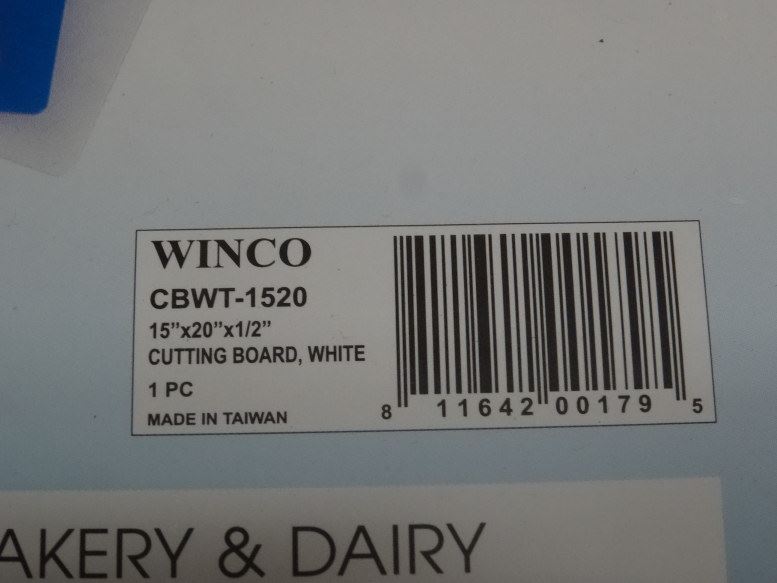 WINCO
CBWT-1520
15”x20”x1/2”
CUTTING BOARD, WHITE
1 PC
MADE IN TAIWAN
8 11642 00179 5
AKERY & DAIRY